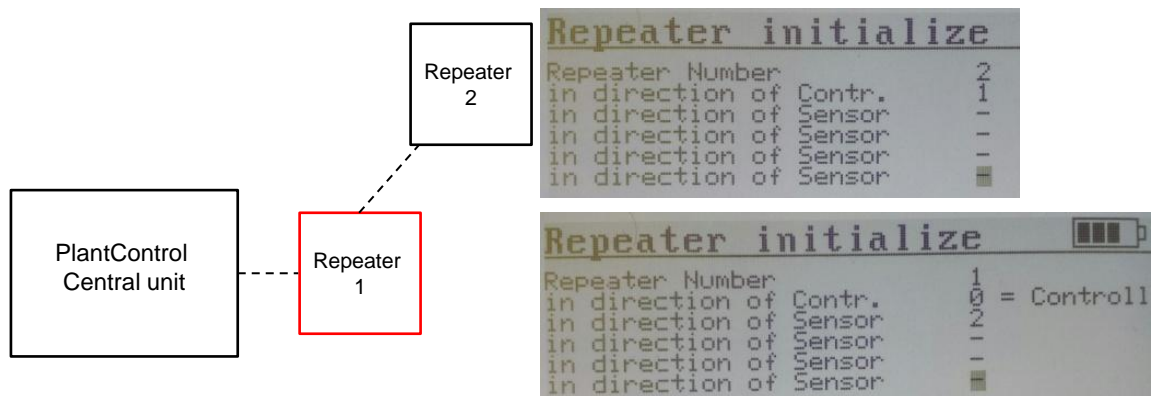 Repeater
2
PlantControl
Central unit
Repeater
1
Repeater initialize
Repeater Number 2
in direction of Contr. 1
in direction of Sensor -
in direction of Sensor -
in direction of Sensor -
in direction of Sensor -
Repeater initialize
Repeater Number 1
in direction of Contr. 0 = Controll
in direction of Sensor 2
in direction of Sensor -
in direction of Sensor -
in direction of Sensor -